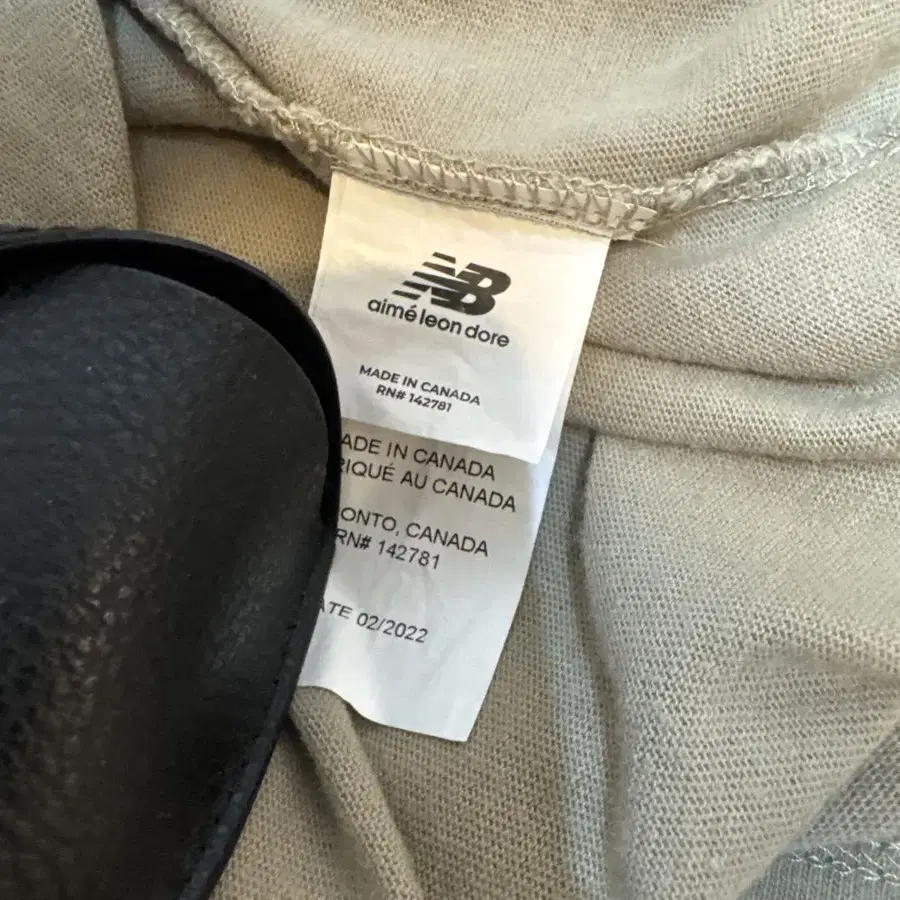 NB
aimé leon dore
MADE IN CANADA
RN# 142781
ADE IN CANADA
RIQUÉ AU CANADA
ONTO, CANADA
RN# 142781
ATE 02/2022